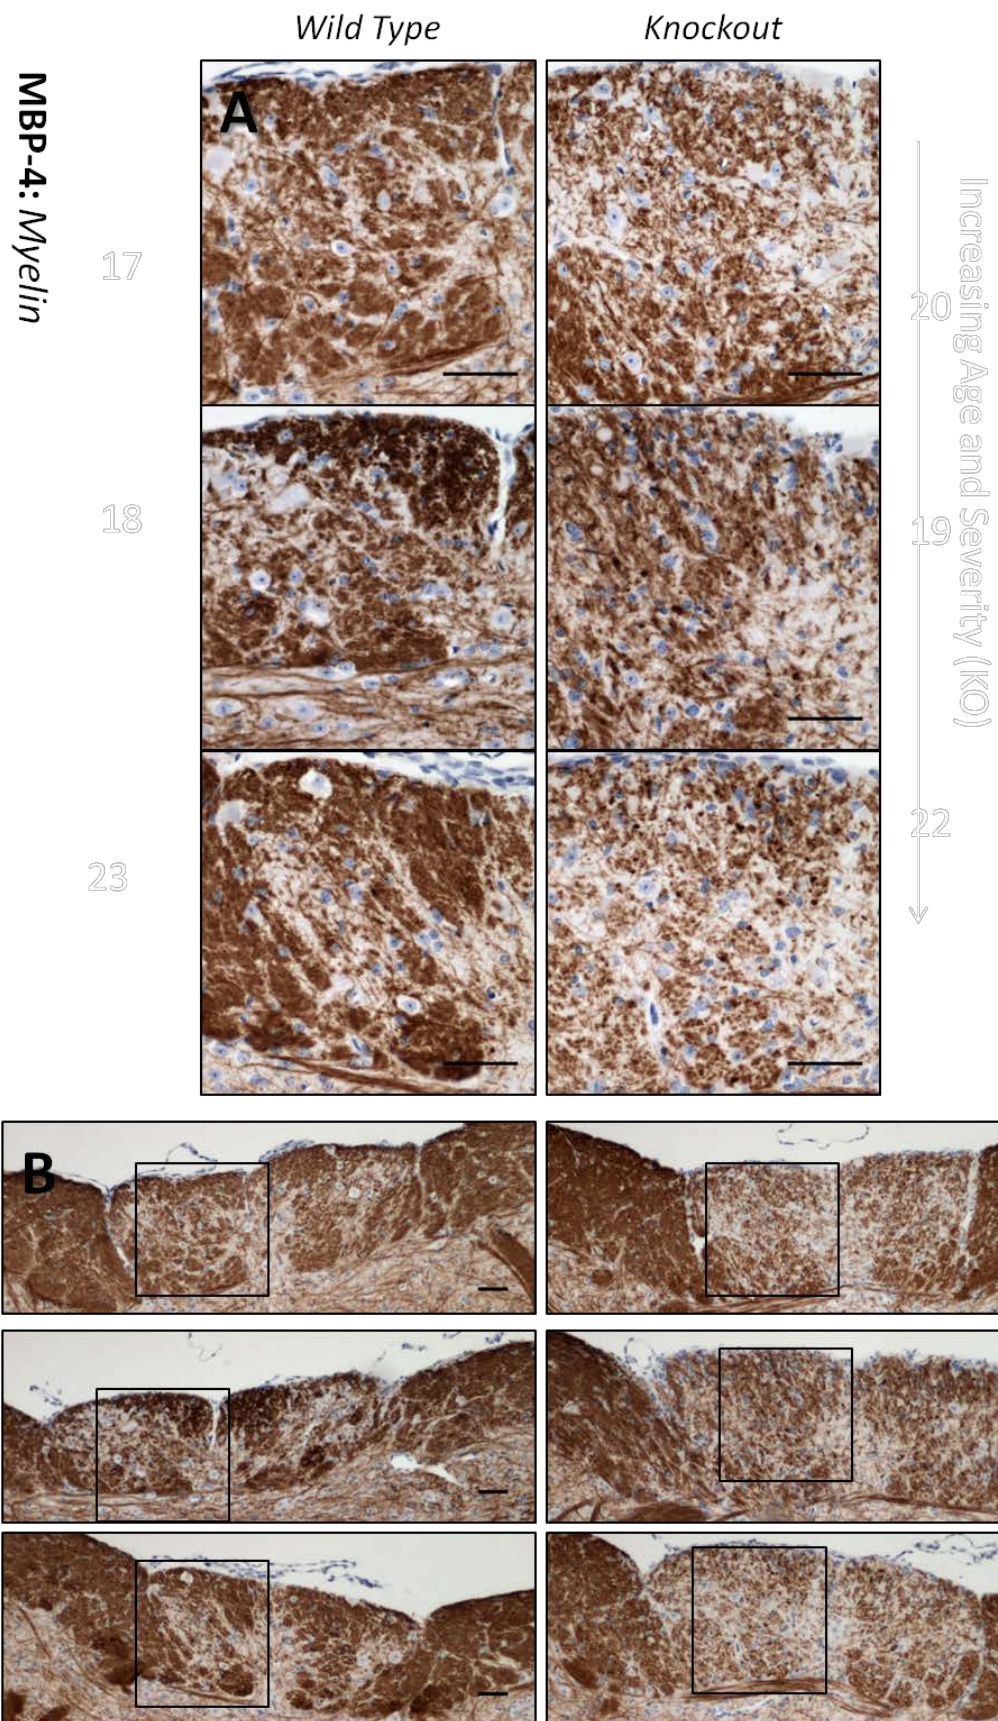 Wild Type
Knockout
MBP-4: Myelin
A
17
20
18
19
23
22
Increasing Age and Severity (KO)
B